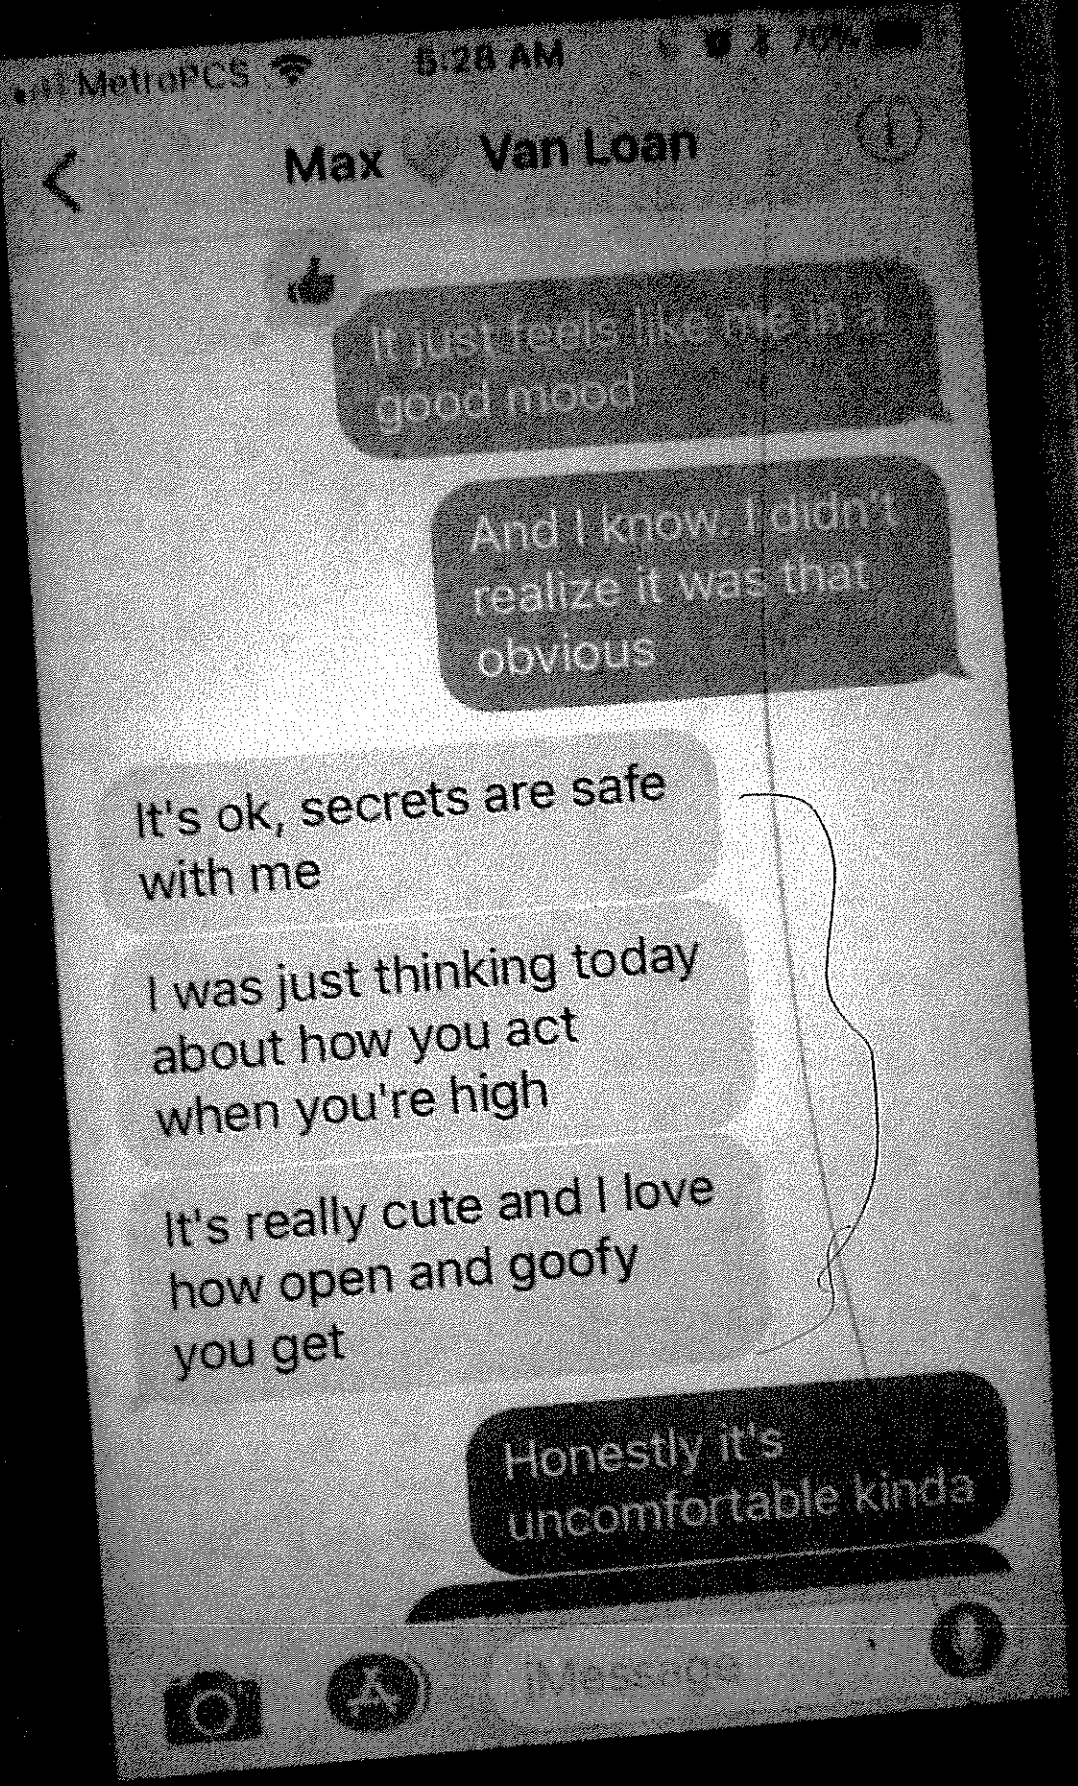 MetroPCS 5:28 AM 70%
Max Van Loan
It just feels like me in a
good mood
And I know. I didn't
realize it was that
obvious
It's ok, secrets are safe
with me
I was just thinking today
about how you act
when you're high
It's really cute and I love
how open and goofy
you get
Honestly it's
uncomfortable kinda
iMessage